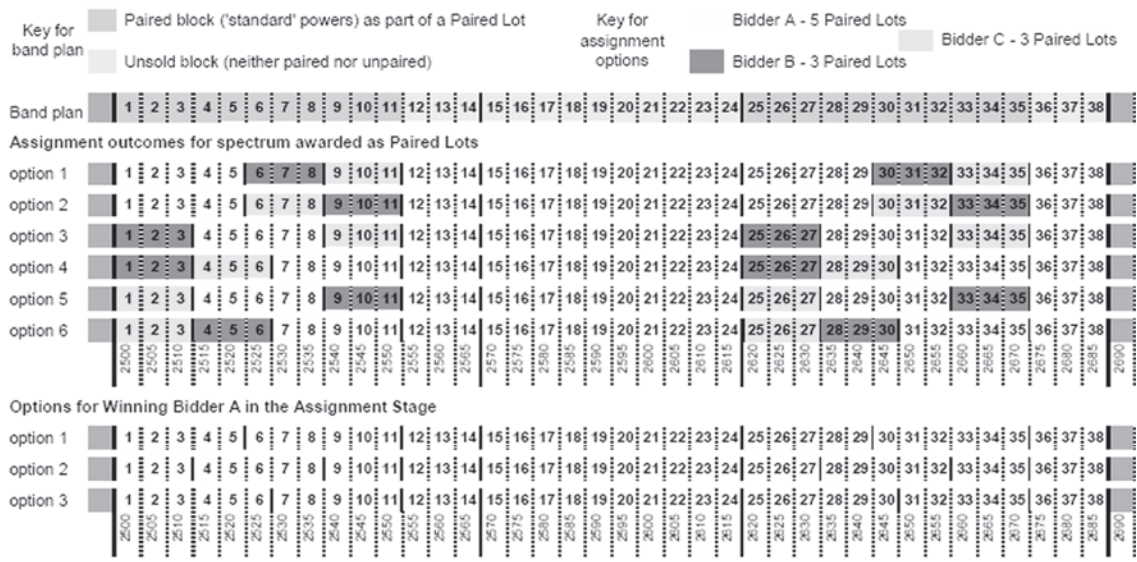 Key for band plan
Paired block ('standard' powers) as part of a Paired Lot
Unsold block (neither paired nor unpaired)
Key for assignment options
Bidder A - 5 Paired Lots
Bidder B - 3 Paired Lots
Bidder C - 3 Paired Lots
Band plan 1 2 3 4 5 6 7 8 9 10 11 12 13 14 15 16 17 18 19 20 21 22 23 24 25 26 27 28 29 30 31 32 33 34 35 36 37 38
Assignment outcomes for spectrum awarded as Paired Lots
option 1 1 2 3 4 5 6 7 8 9 10 11 12 13 14 15 16 17 18 19 20 21 22 23 24 25 26 27 28 29 30 31 32 33 34 35 36 37 38
option 2 1 2 3 4 5 6 7 8 9 10 11 12 13 14 15 16 17 18 19 20 21 22 23 24 25 26 27 28 29 30 31 32 33 34 35 36 37 38
option 3 1 2 3 4 5 6 7 8 9 10 11 12 13 14 15 16 17 18 19 20 21 22 23 24 25 26 27 28 29 30 31 32 33 34 35 36 37 38
option 4 1 2 3 4 5 6 7 8 9 10 11 12 13 14 15 16 17 18 19 20 21 22 23 24 25 26 27 28 29 30 31 32 33 34 35 36 37 38
option 5 1 2 3 4 5 6 7 8 9 10 11 12 13 14 15 16 17 18 19 20 21 22 23 24 25 26 27 28 29 30 31 32 33 34 35 36 37 38
option 6 1 2 3 4 5 6 7 8 9 10 11 12 13 14 15 16 17 18 19 20 21 22 23 24 25 26 27 28 29 30 31 32 33 34 35 36 37 38
2500 2505 2510 2515 2520 2525 2530 2535 2540 2545 2550 2555 2560 2565 2570 2575 2580 2585 2590 2595 2600 2605 2610 2615 2620 2625 2630 2635 2640 2645 2650 2655 2660 2665 2670 2675 2680 2685 2690
Options for Winning Bidder A in the Assignment Stage
option 1 1 2 3 4 5 6 7 8 9 10 11 12 13 14 15 16 17 18 19 20 21 22 23 24 25 26 27 28 29 30 31 32 33 34 35 36 37 38
option 2 1 2 3 4 5 6 7 8 9 10 11 12 13 14 15 16 17 18 19 20 21 22 23 24 25 26 27 28 29 30 31 32 33 34 35 36 37 38
option 3 1 2 3 4 5 6 7 8 9 10 11 12 13 14 15 16 17 18 19 20 21 22 23 24 25 26 27 28 29 30 31 32 33 34 35 36 37 38
2500 2505 2510 2515 2520 2525 2530 2535 2540 2545 2550 2555 2560 2565 2570 2575 2580 2585 2590 2595 2600 2605 2610 2615 2620 2625 2630 2635 2640 2645 2650 2655 2660 2665 2670 2675 2680 2685 2690